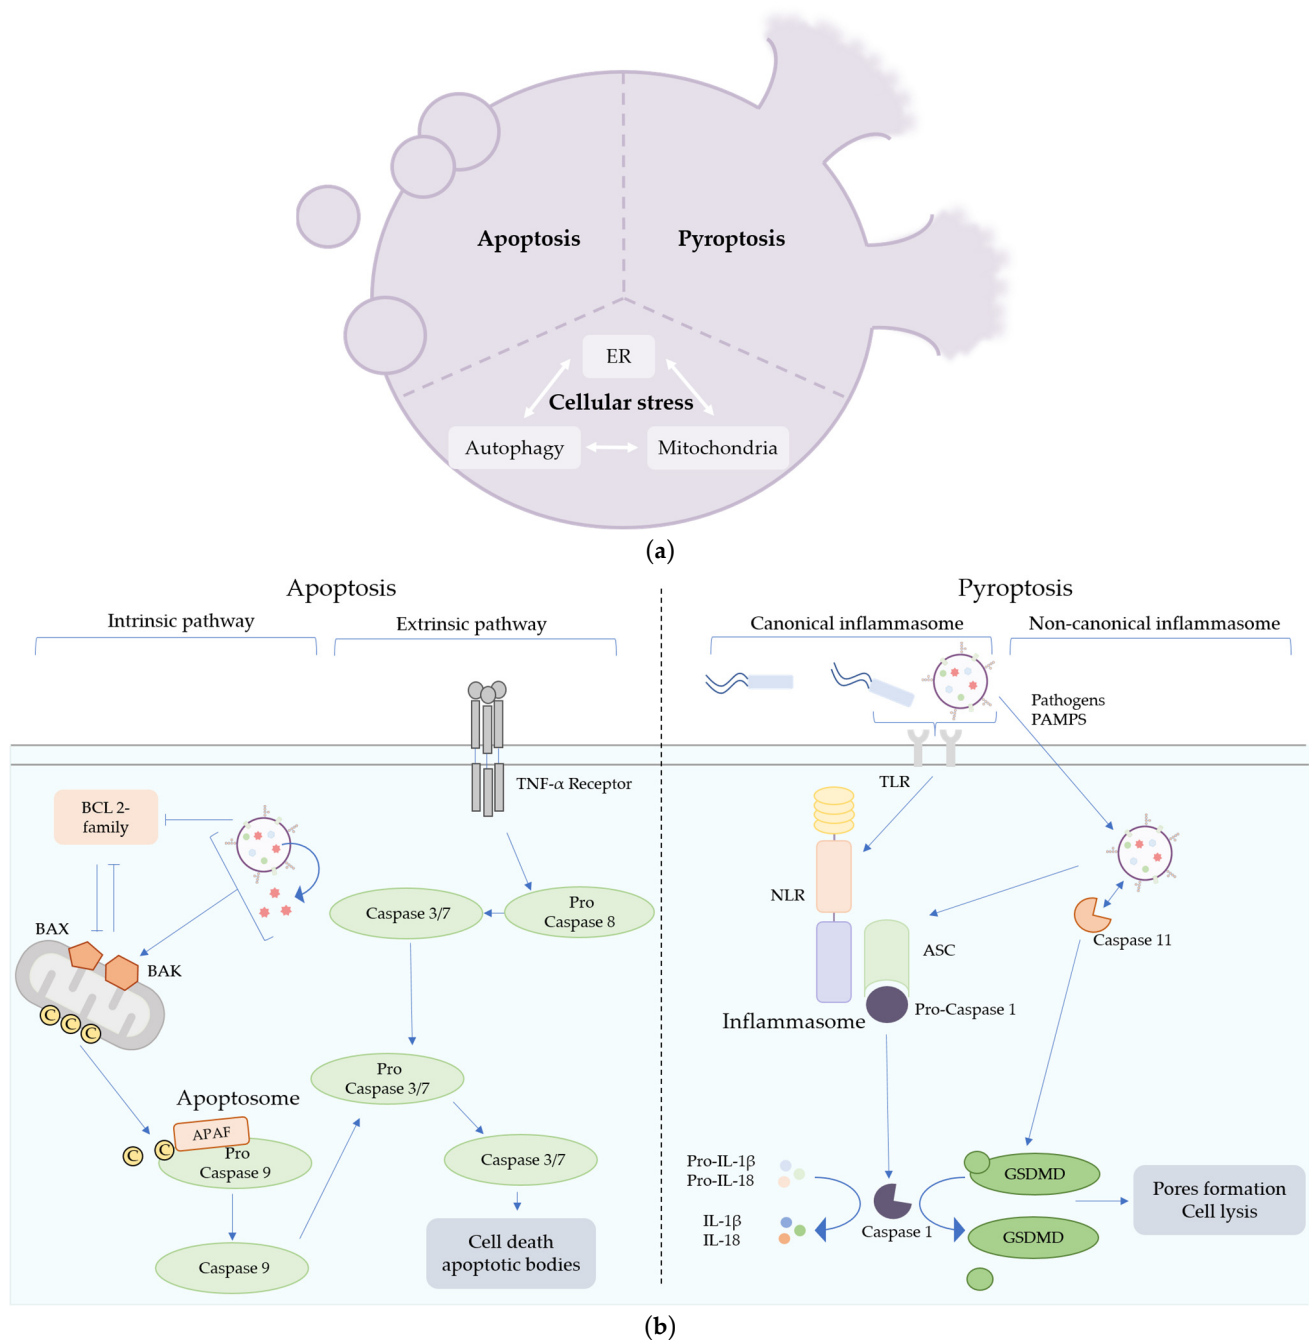 Apoptosis
Pyroptosis
ER
Cellular stress
Autophagy
Mitochondria
(a)
Apoptosis
Pyroptosis
Intrinsic pathway
Extrinsic pathway
Canonical inflammasome
Non-canonical inflammasome
Pathogens
PAMPS
TNF-α Receptor
TLR
BCL 2-
family
NLR
Caspase 3/7
Pro
Caspase 8
BAX
BAK
ASC
Caspase 11
C
C
C
Pro-Caspase 1
Inflammasome
Pro
Caspase 3/7
Apoptosome
APAF
C
C
Pro
Caspase 9
Caspase 3/7
Pro-IL-1β
Pro-IL-18
GSDMD
Pores formation
Cell lysis
IL-1β
IL-18
Caspase 1
GSDMD
Caspase 9
Cell death
apoptotic bodies
(b)